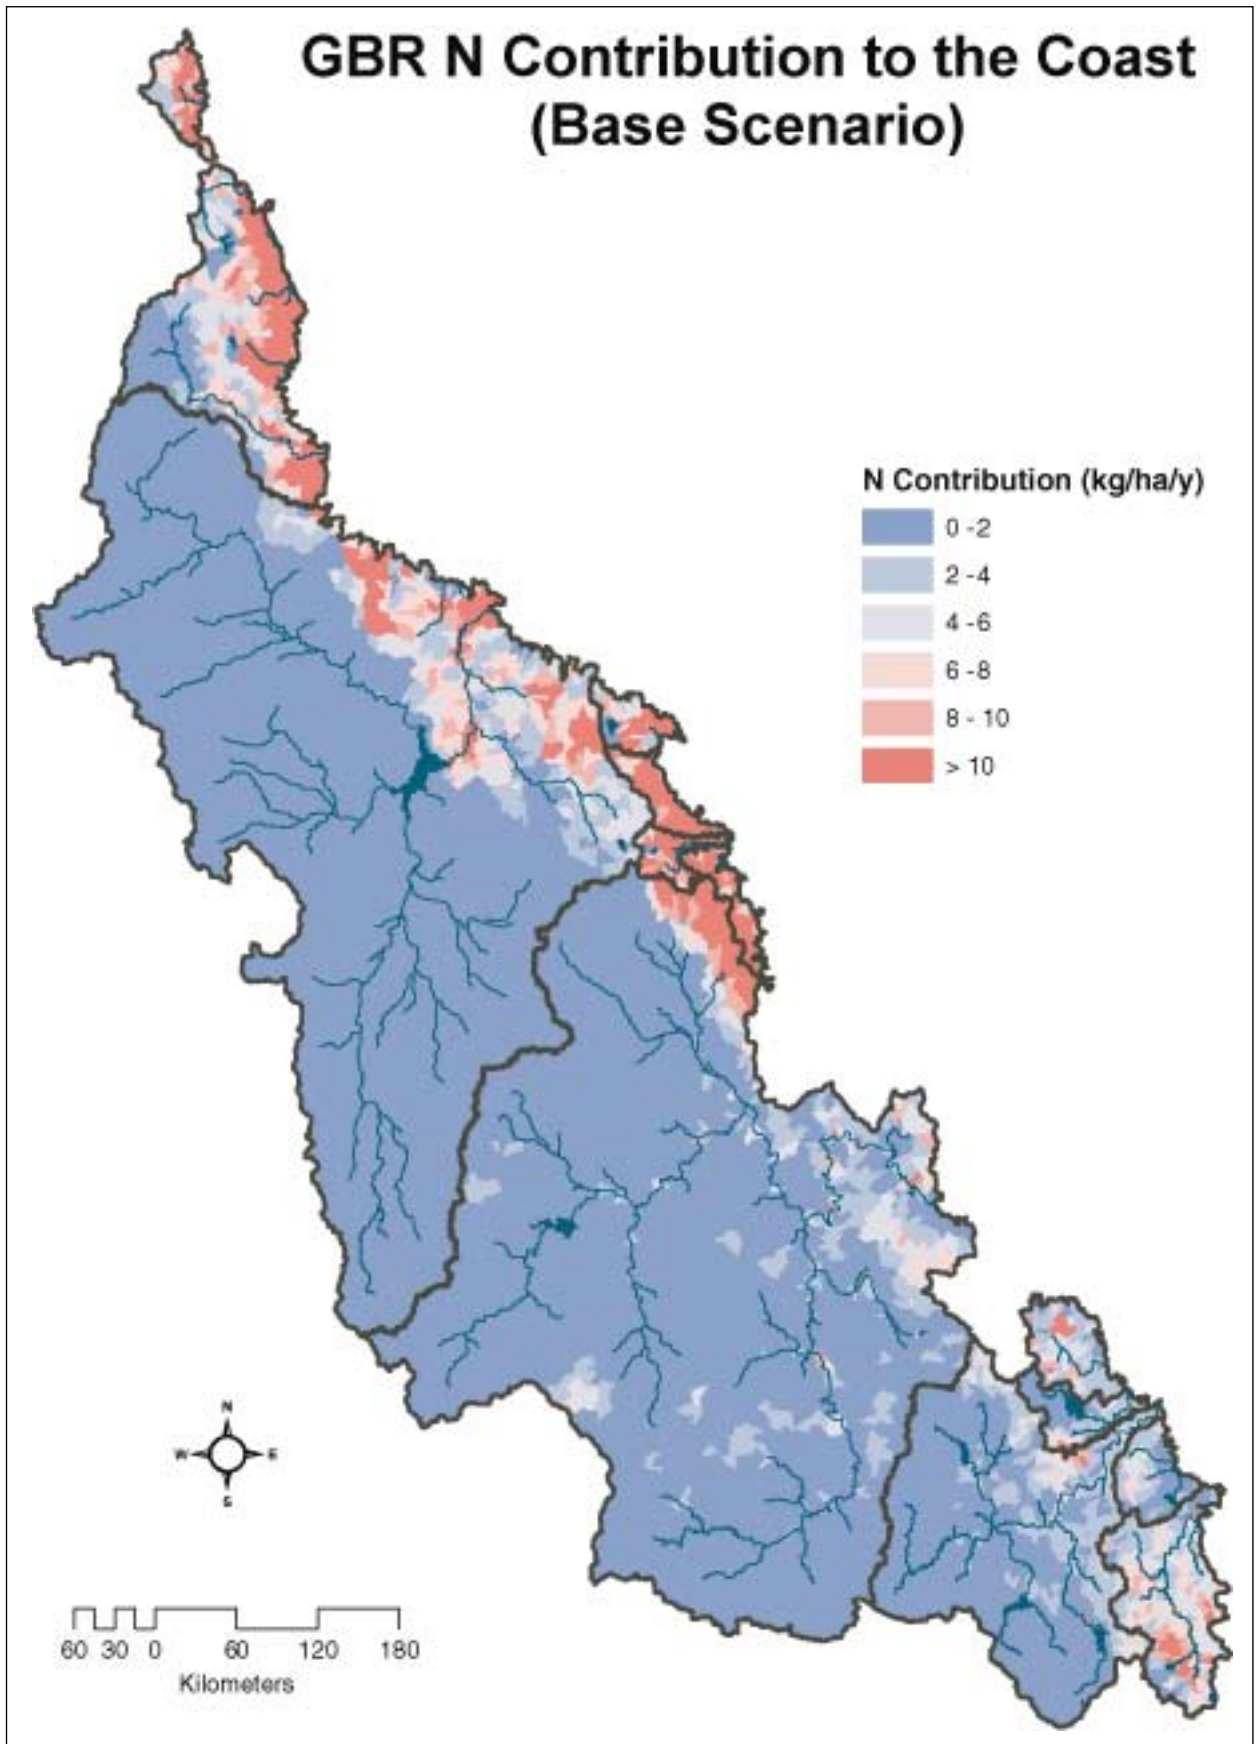 GBR N Contribution to the Coast
(Base Scenario)
N Contribution (kg/ha/y)
0 -2
2 -4
4 -6
6 -8
8 - 10
> 10
N
W E
S
60 30 0 60 120 180
Kilometers